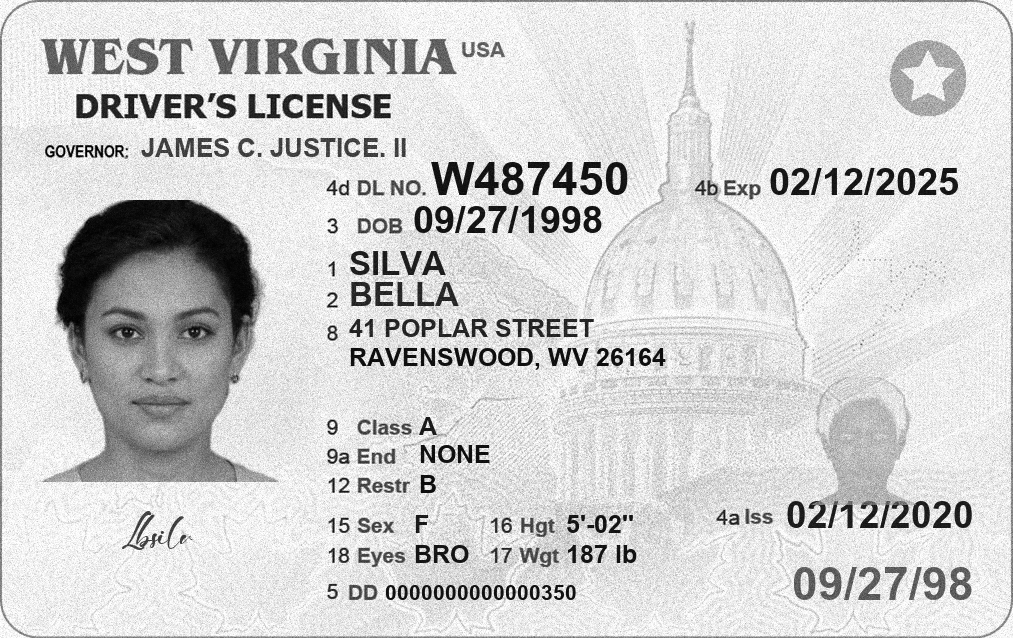 WEST VIRGINIA USA
DRIVER'S LICENSE
GOVERNOR: JAMES C. JUSTICE. II
4d DL NO. W487450 4b Exp 02/12/2025
3 DOB 09/27/1998
1 SILVA
2 BELLA
8 41 POPLAR STREET
RAVENSWOOD, WV 26164
9 Class A
9a End NONE
12 Restr B
15 Sex F 16 Hgt 5'-02"
4a Iss 02/12/2020
18 Eyes BRO 17 Wgt 187 lb
5 DD 0000000000000350
09/27/98